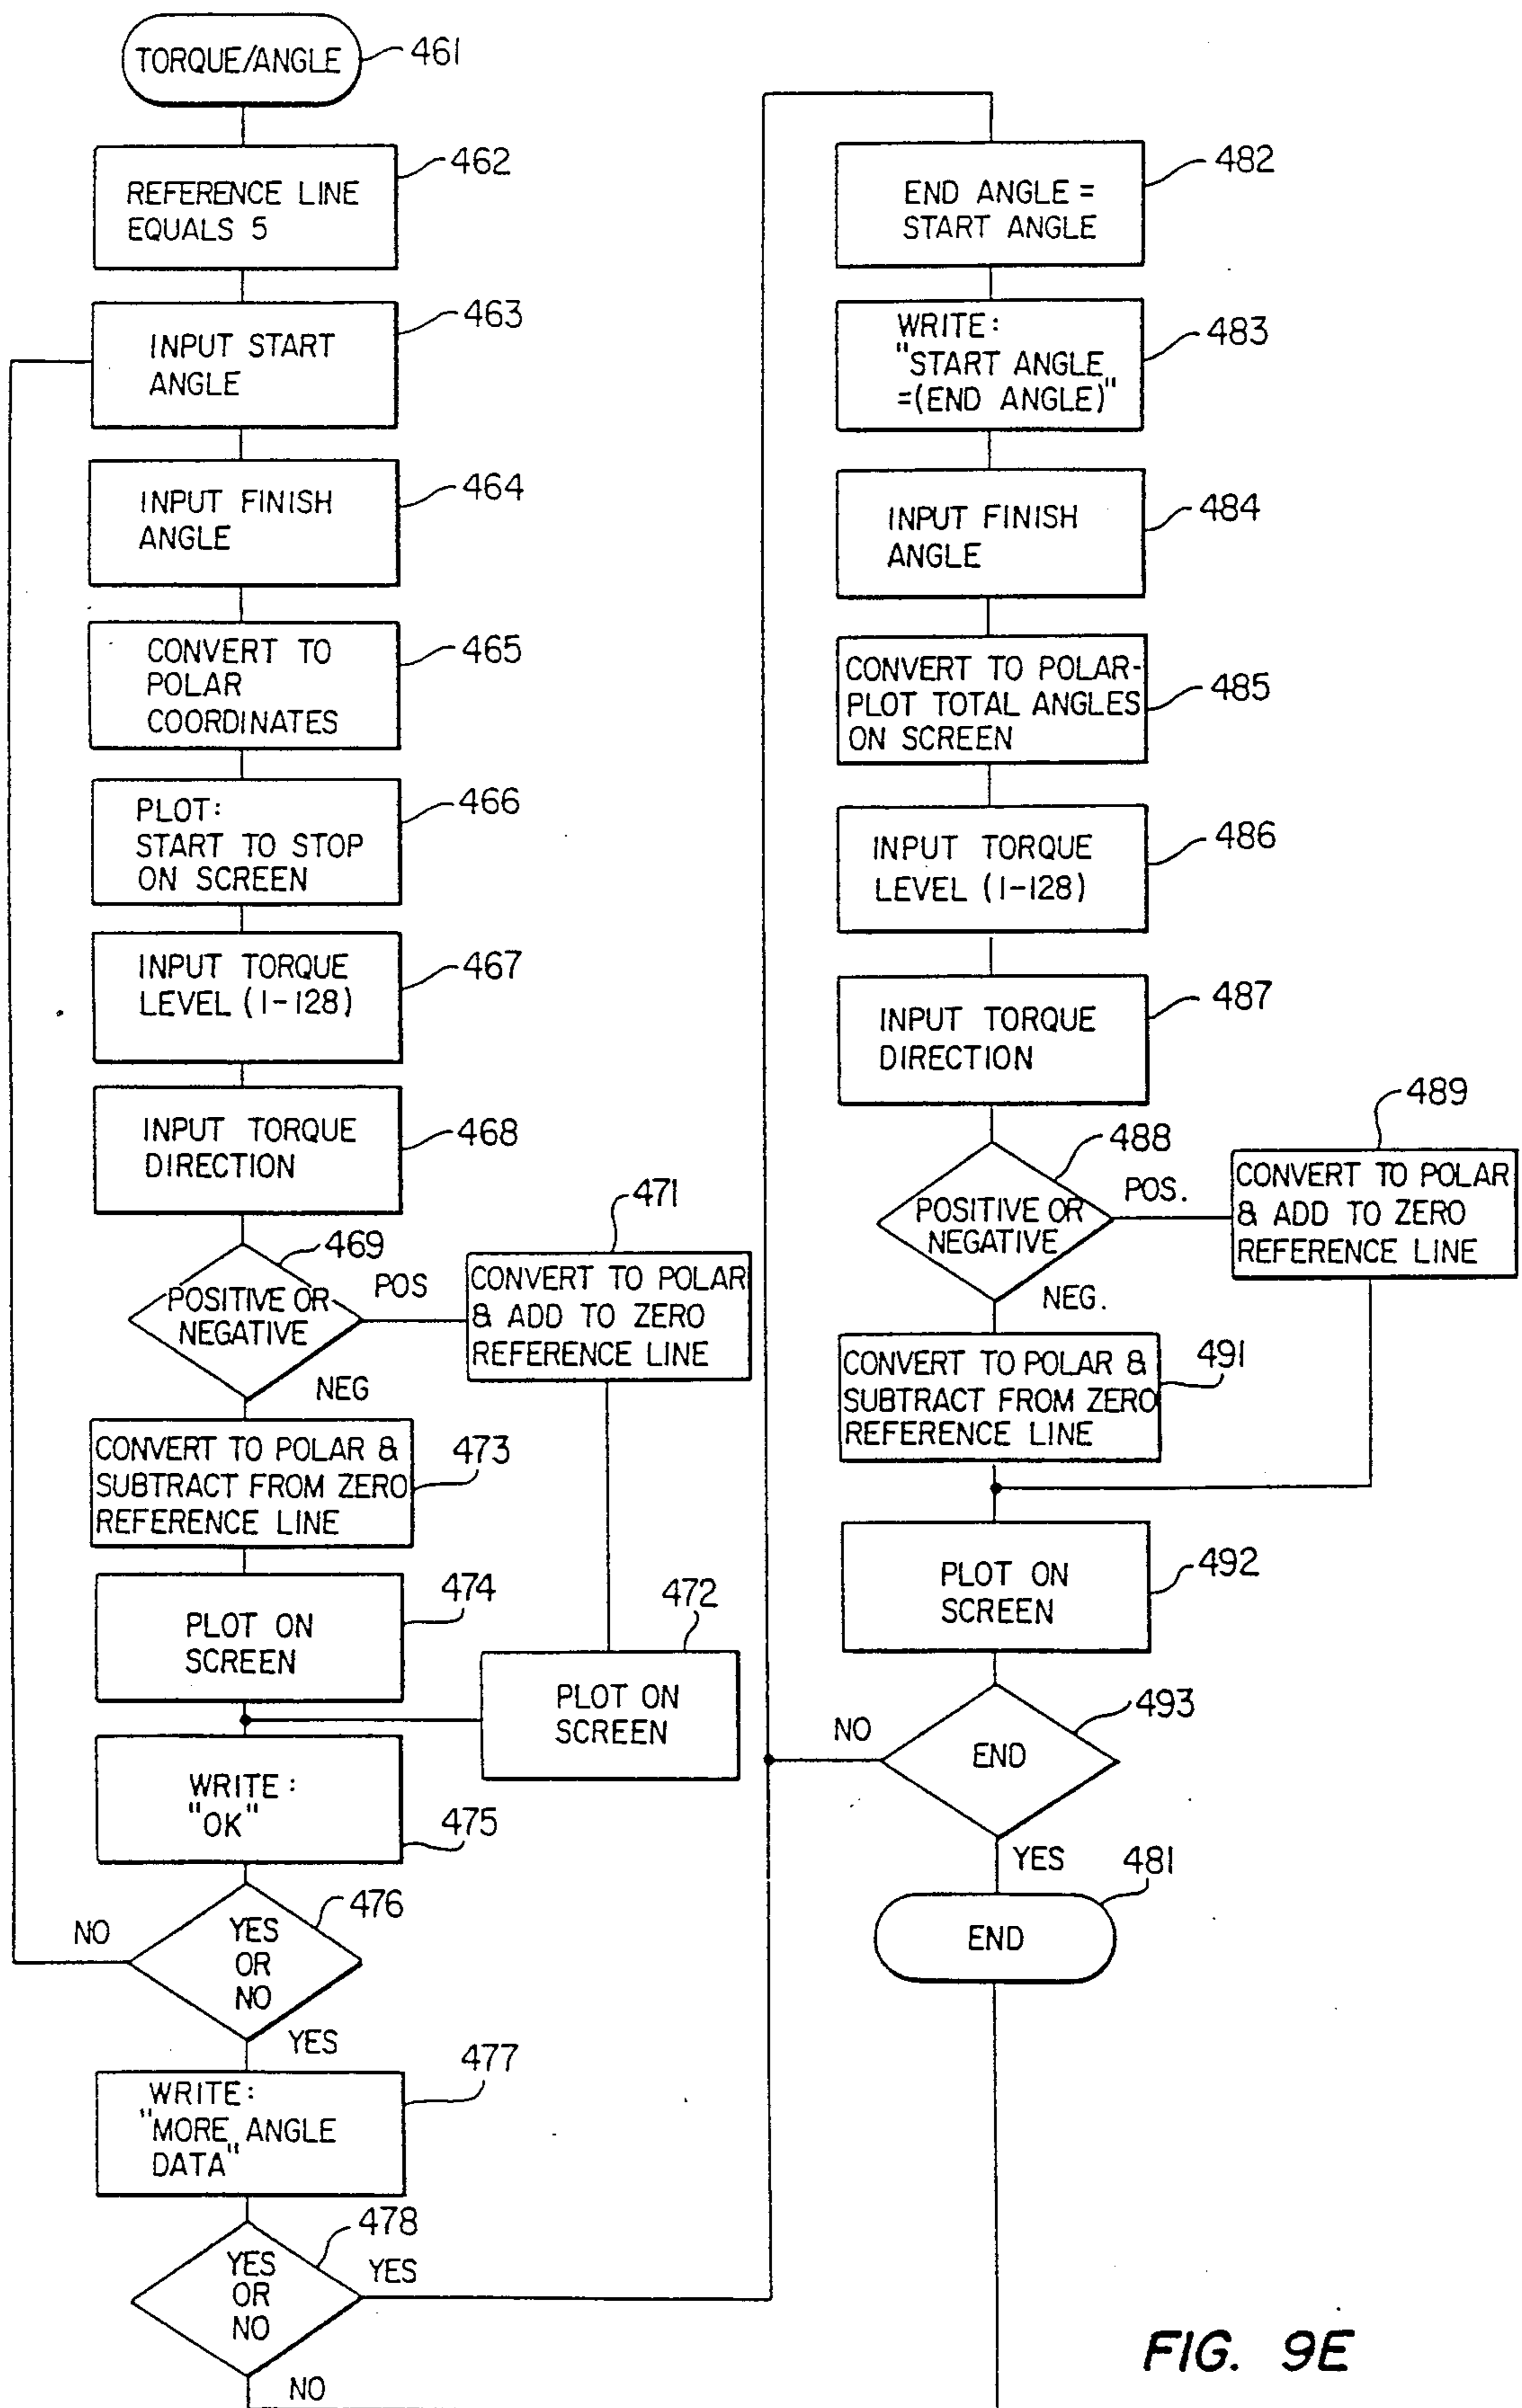 TORQUE/ANGLE
461
REFERENCE LINE
EQUALS 5
462
INPUT START
ANGLE
463
INPUT FINISH
ANGLE
464
CONVERT TO
POLAR
COORDINATES
465
PLOT:
START TO STOP
ON SCREEN
466
INPUT TORQUE
LEVEL (1-128)
467
INPUT TORQUE
DIRECTION
468
POSITIVE OR
NEGATIVE
469
POS
NEG
CONVERT TO POLAR
& ADD TO ZERO
REFERENCE LINE
471
CONVERT TO POLAR &
SUBTRACT FROM ZERO
REFERENCE LINE
473
PLOT ON
SCREEN
474
PLOT ON
SCREEN
472
WRITE:
"OK"
475
YES
OR
NO
476
NO
YES
WRITE:
"MORE ANGLE
DATA"
477
YES
OR
NO
478
YES
NO
END ANGLE =
START ANGLE
482
WRITE:
"START ANGLE
=(END ANGLE)"
483
INPUT FINISH
ANGLE
484
CONVERT TO POLAR-
PLOT TOTAL ANGLES
ON SCREEN
485
INPUT TORQUE
LEVEL (1-128)
486
INPUT TORQUE
DIRECTION
487
POSITIVE OR
NEGATIVE
488
POS.
NEG.
CONVERT TO POLAR
& ADD TO ZERO
REFERENCE LINE
489
CONVERT TO POLAR &
SUBTRACT FROM ZERO
REFERENCE LINE
491
PLOT ON
SCREEN
492
END
493
NO
YES
END
481
FIG. 9E